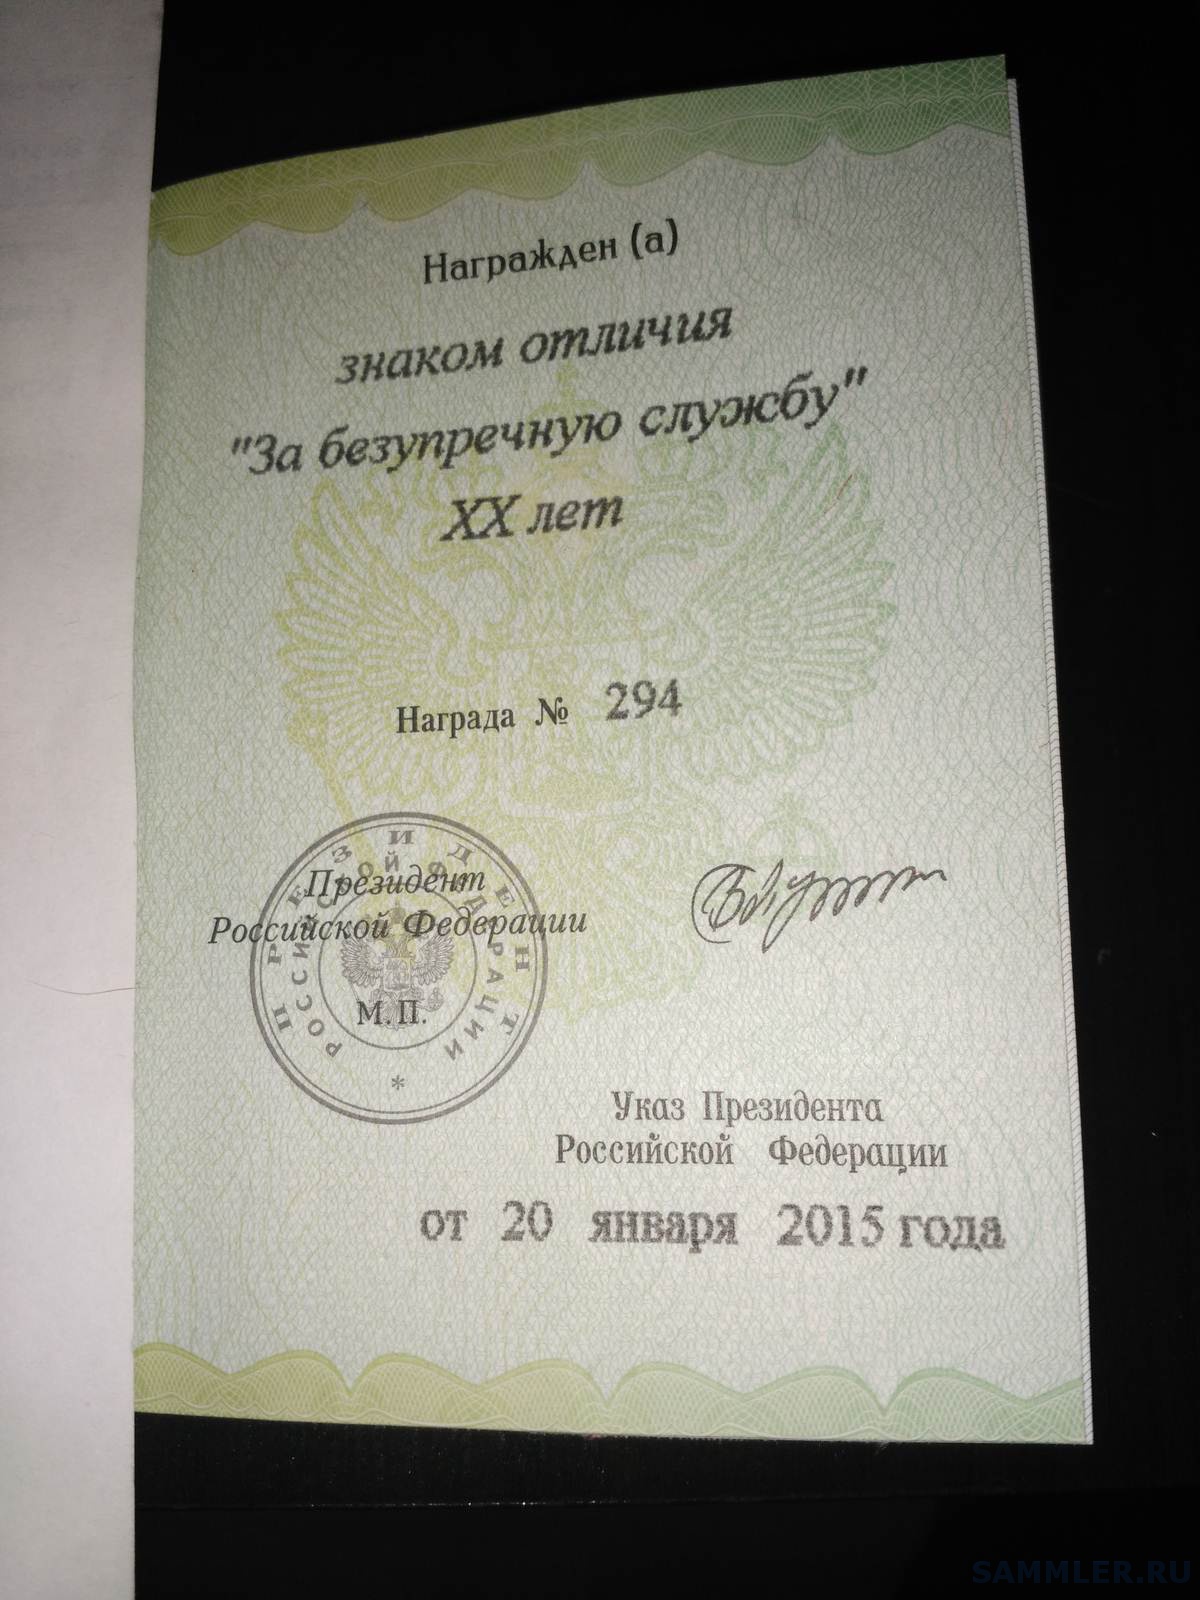 Награжден (а)
знаком отличия
"За безупречную службу"
XX лет
Награда № 294
ПРЕЗИДЕНТ
РОССИЙСКОЙ ФЕДЕРАЦИИ
*
Президент
Российской Федерации
М.П.
Указ Президента
Российской Федерации
от 20 января 2015 года
SAMMLER.RU